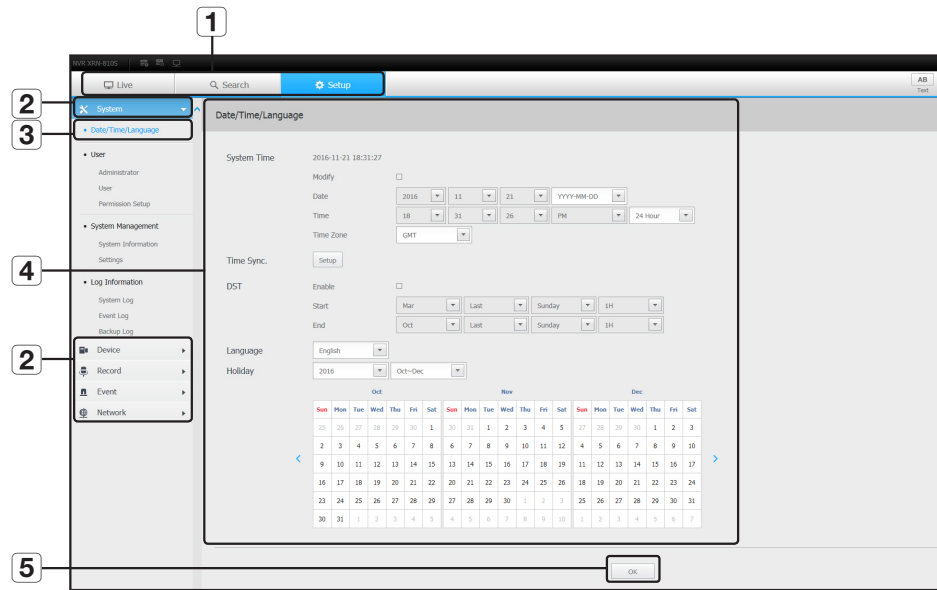 1
NVR XRN-810S
Live
Search
Setup
AB
Text
2
System
3
Date/Time/Language
User
Administrator
User
Permission Setup
System Management
System Information
Settings
4
Log Information
System Log
Event Log
Backup Log
2
Device
Record
Event
Network
Date/Time/Language
System Time 2016-11-21 18:31:27
Modify
Date 2016 11 21 YYYY-MM-DD
Time 18 31 26 PM 24 Hour
Time Zone GMT
Time Sync. Setup
DST Enable
Start Mar Last Sunday 1H
End Oct Last Sunday 1H
Language English
Holiday 2016 Oct~Dec
Oct Nov Dec
Sun Mon Tue Wed Thu Fri Sat Sun Mon Tue Wed Thu Fri Sat Sun Mon Tue Wed Thu Fri Sat
25 26 27 28 29 30 1 30 31 1 2 3 4 5 27 28 29 30 1 2 3
2 3 4 5 6 7 8 6 7 8 9 10 11 12 4 5 6 7 8 9 10
9 10 11 12 13 14 15 13 14 15 16 17 18 19 11 12 13 14 15 16 17
16 17 18 19 20 21 22 20 21 22 23 24 25 26 18 19 20 21 22 23 24
23 24 25 26 27 28 29 27 28 29 30 1 2 3 25 26 27 28 29 30 31
30 31 1 2 3 4 5 4 5 6 7 8 9 10 1 2 3 4 5 6 7
5
OK